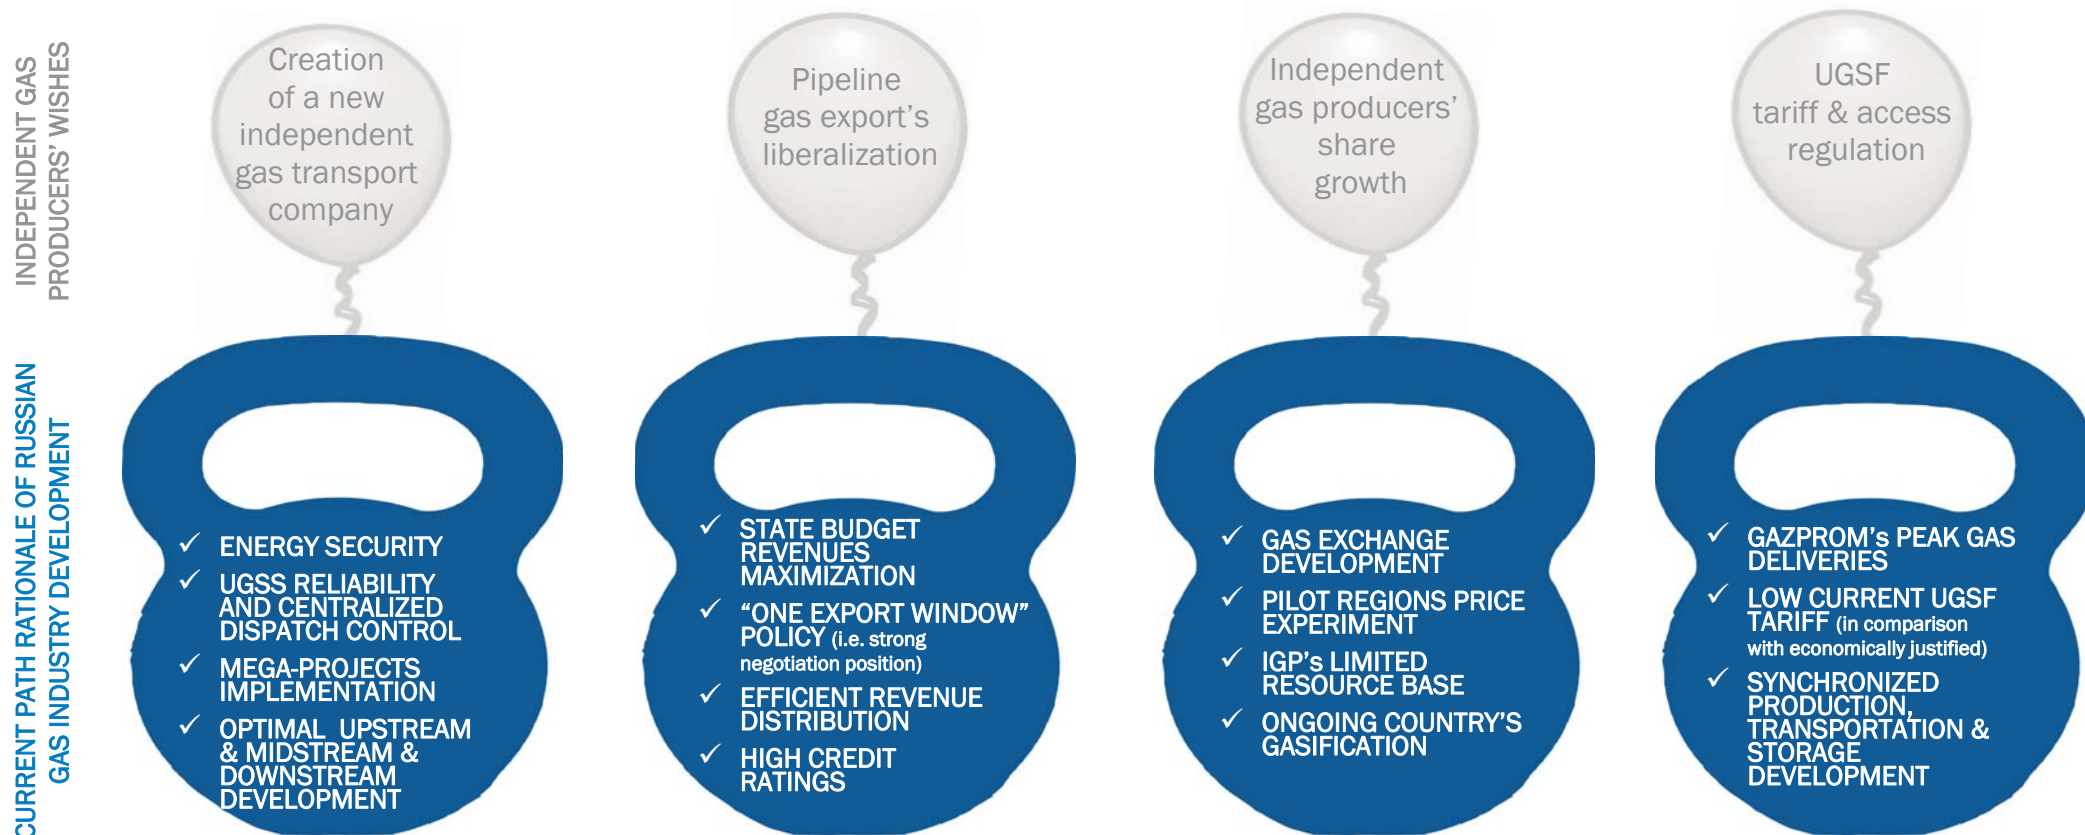 INDEPENDENT GAS
PRODUCERS' WISHES
Creation
of a new
independent
gas transport
company
Pipeline
gas export's
liberalization
Independent
gas producers'
share
growth
UGSF
tariff & access
regulation
CURRENT PATH RATIONALE OF RUSSIAN
GAS INDUSTRY DEVELOPMENT
✓ ENERGY SECURITY
✓ UGSS RELIABILITY
AND CENTRALIZED
DISPATCH CONTROL
✓ MEGA-PROJECTS
IMPLEMENTATION
✓ OPTIMAL UPSTREAM
& MIDSTREAM &
DOWNSTREAM
DEVELOPMENT
✓ STATE BUDGET
REVENUES
MAXIMIZATION
✓ “ONE EXPORT WINDOW”
POLICY (i.e. strong
negotiation position)
✓ EFFICIENT REVENUE
DISTRIBUTION
✓ HIGH CREDIT
RATINGS
✓ GAS EXCHANGE
DEVELOPMENT
✓ PILOT REGIONS PRICE
EXPERIMENT
✓ IGP's LIMITED
RESOURCE BASE
✓ ONGOING COUNTRY'S
GASIFICATION
✓ GAZPROM's PEAK GAS
DELIVERIES
✓ LOW CURRENT UGSF
TARIFF (in comparison
with economically justified)
✓ SYNCHRONIZED
PRODUCTION,
TRANSPORTATION &
STORAGE
DEVELOPMENT